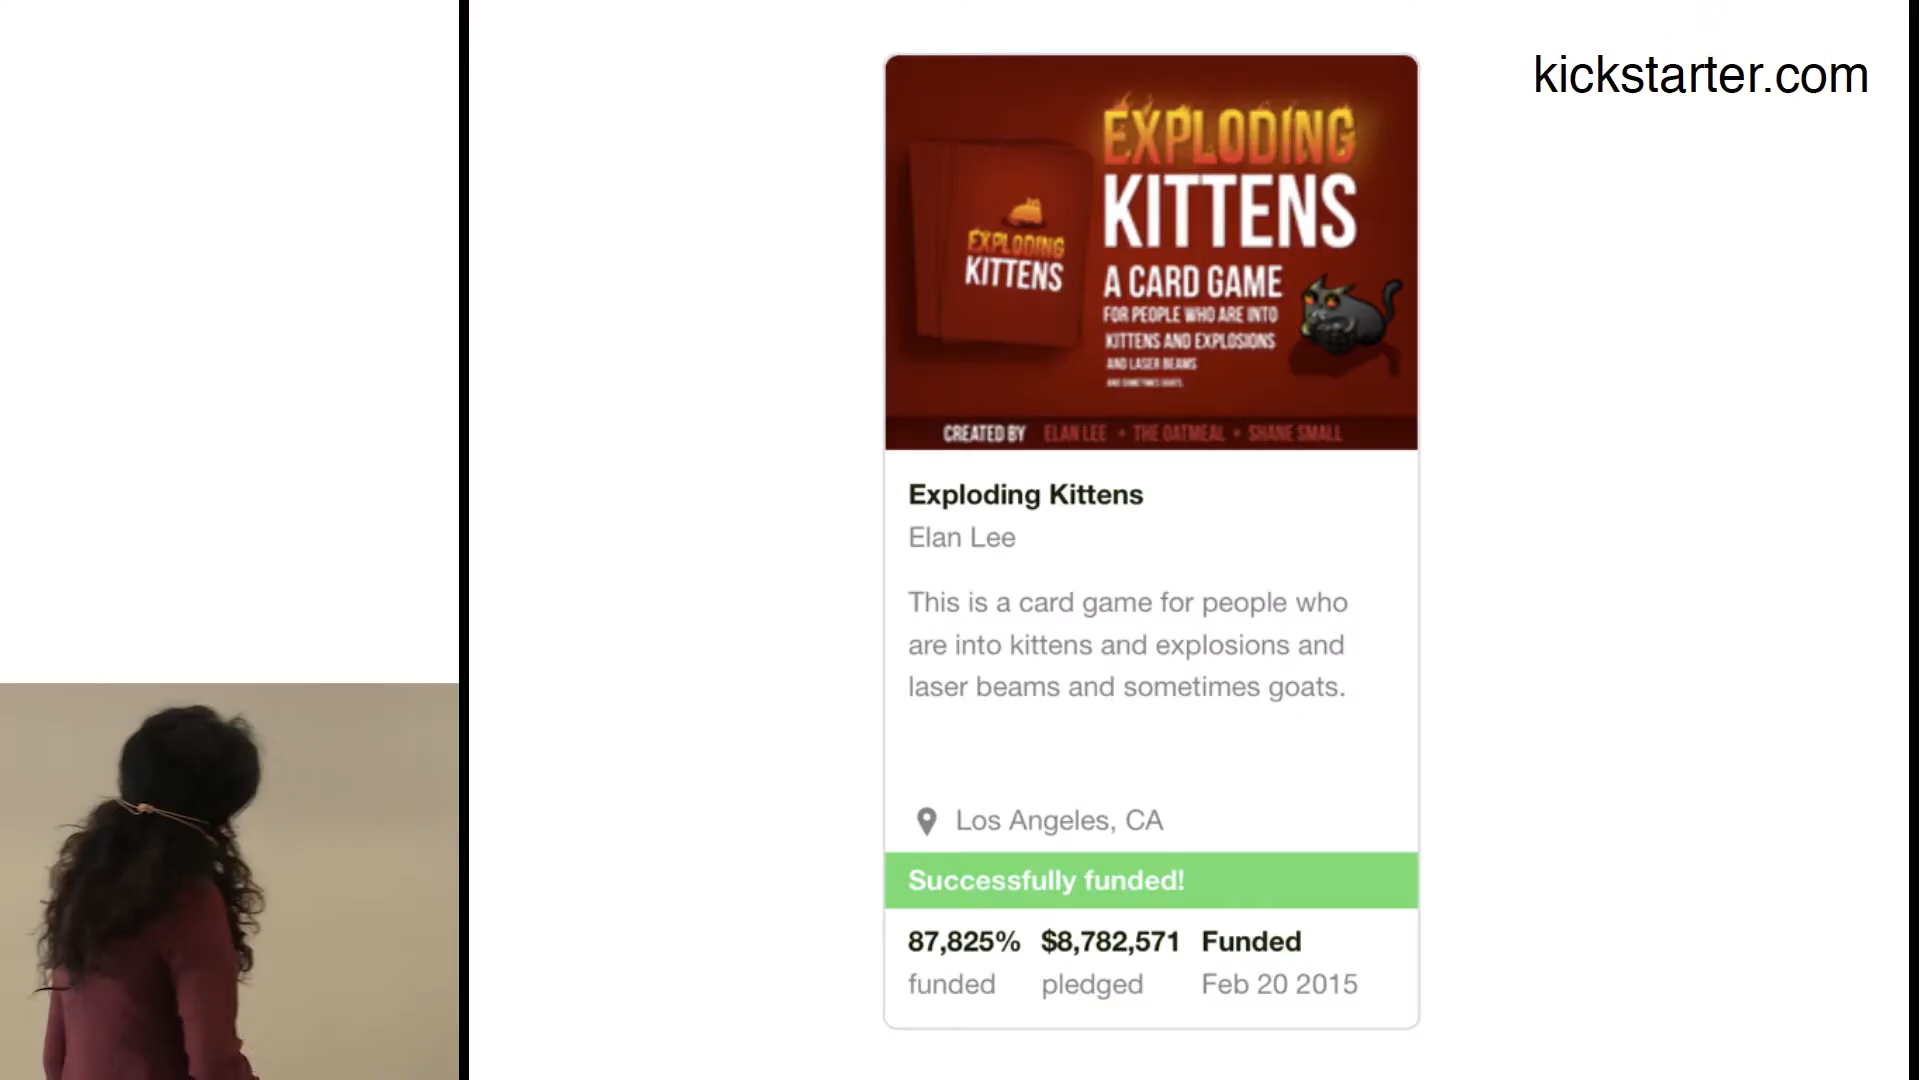 kickstarter.com
EXPLODING
KITTENS
EXPLODING
KITTENS
A CARD GAME
FOR PEOPLE WHO ARE INTO
KITTENS AND EXPLOSIONS
AND LASER BEAMS
AND SOMETIMES GOATS
CREATED BY ELAN LEE + THE OATMEAL + SHANE SMALL
Exploding Kittens
Elan Lee
This is a card game for people who
are into kittens and explosions and
laser beams and sometimes goats.
Los Angeles, CA
Successfully funded!
87,825% $8,782,571 Funded
funded pledged Feb 20 2015